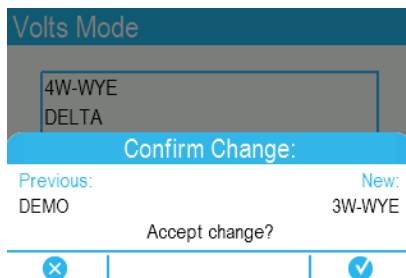 Volts Mode
4W-WYE
DELTA
Confirm Change:
Previous: New:
DEMO 3W-WYE
Accept change?